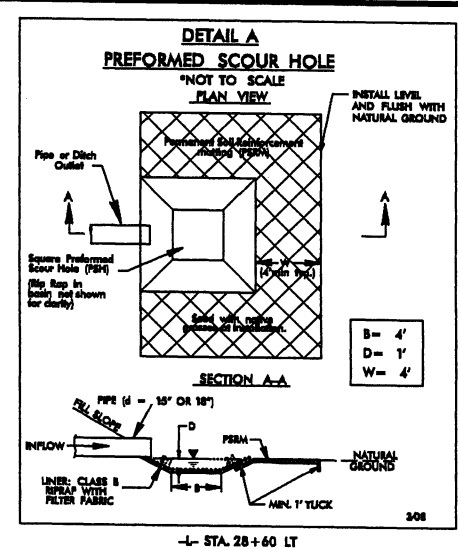 DETAIL A
PREFORMED SCOUR HOLE
*NOT TO SCALE
PLAN VIEW
INSTALL LEVEL
AND FLUSH WITH
NATURAL GROUND
Permanent Soil Reinforcement
matting (PSRM)
Pipe or Ditch
Outlet
A
A
Square Preformed
Scour Hole (PSH)
(Rip Rap in
basin not shown
for clarity)
W
(4' min typ.)
Seed with native
grasses at installation.
B= 4'
D= 1'
W= 4'
SECTION A-A
PIPE (d = 15" OR 18")
FILL SLOPE
D
INFLOW
PSRM
NATURAL
GROUND
LINER: CLASS B
RIPRAP WITH
FILTER FABRIC
B
MIN. 1' TUCK
-L- STA. 28+60 LT